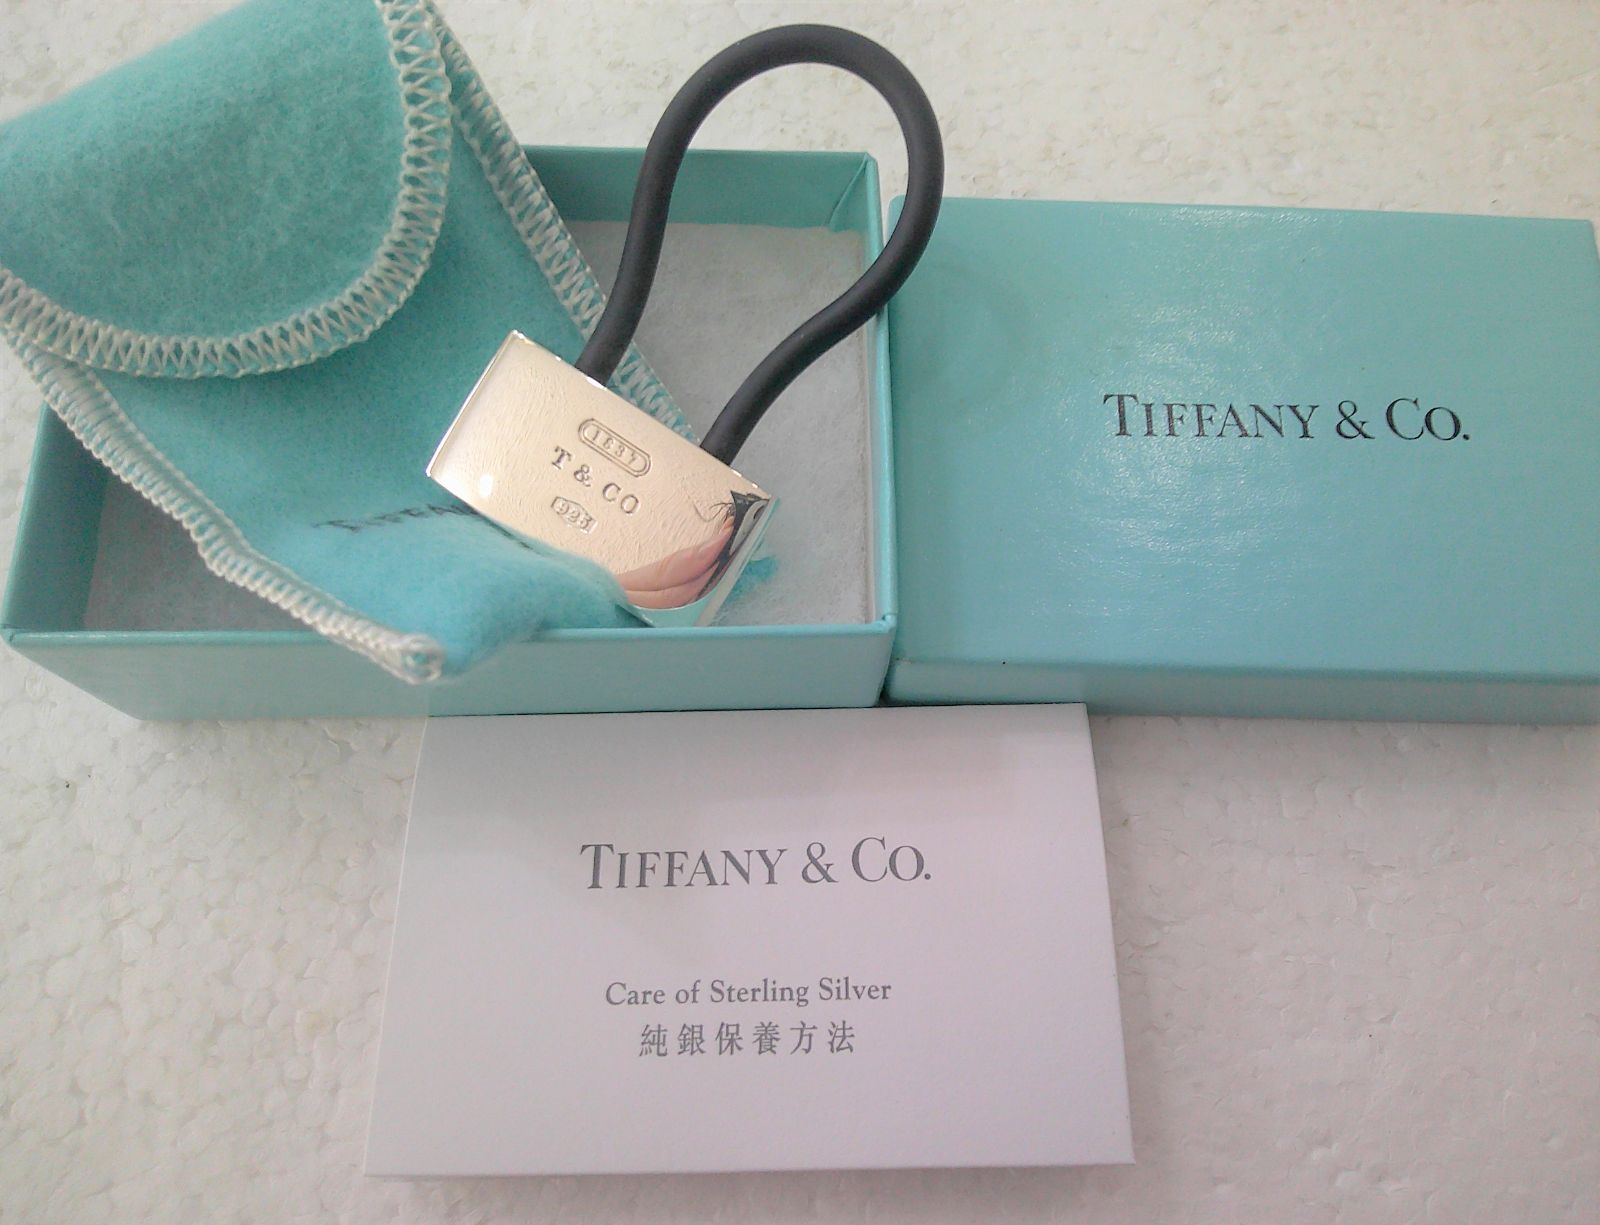 1837
T & CO
925
TIFFANY & CO.
TIFFANY & CO.
Care of Sterling Silver
純銀保養方法